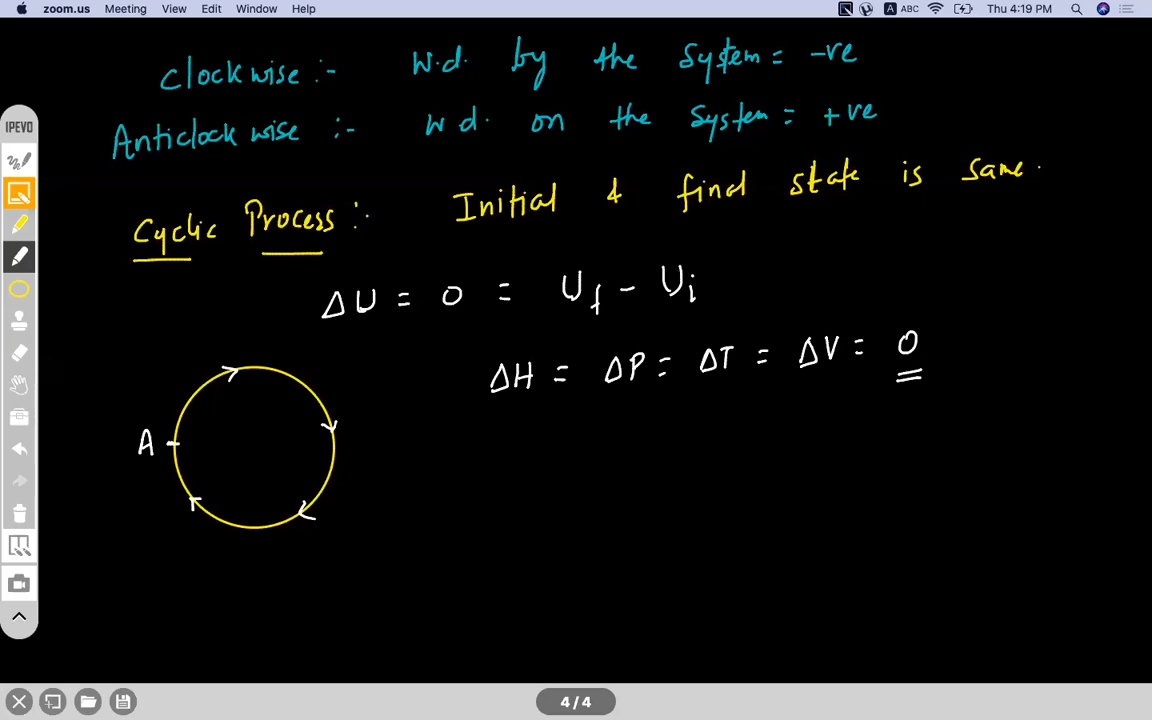 zoom.us Meeting View Edit Window Help
A ABC Thu 4:19 PM
Clockwise :- W.d. by the System = -ve
Anticlockwise :- W d. on the System = +ve
Cyclic Process :- Initial & final state is same.
ΔU = 0 = Uf - Ui
ΔH = ΔP = ΔT = ΔV = 0
A
IPEVO
4 / 4